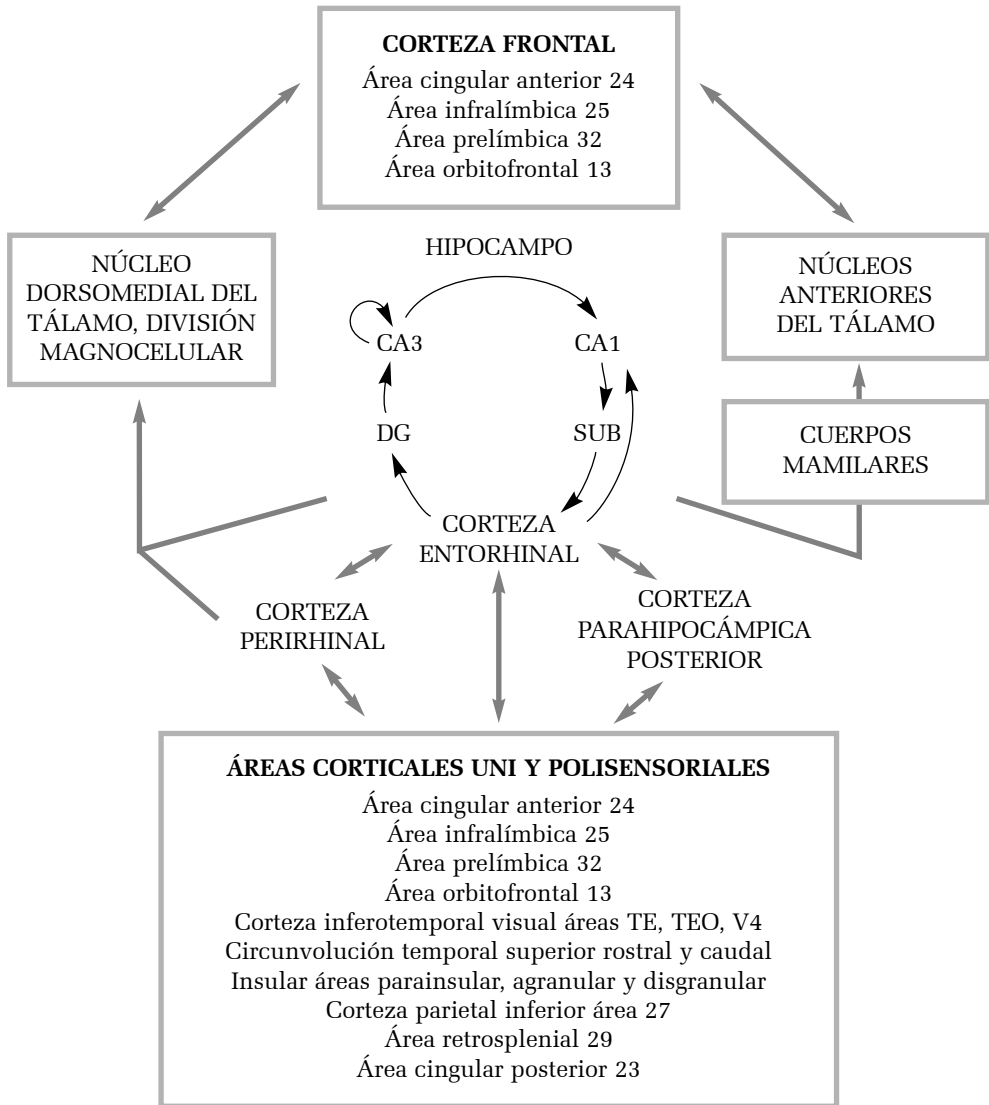 CORTEZA FRONTAL
Área cingular anterior 24
Área infralímbica 25
Área prelímbica 32
Área orbitofrontal 13
NÚCLEO
DORSOMEDIAL DEL
TÁLAMO, DIVISIÓN
MAGNOCELULAR
HIPOCAMPO
CA3
CA1
DG
SUB
CORTEZA
ENTORHINAL
NÚCLEOS
ANTERIORES
DEL TÁLAMO
CUERPOS
MAMILARES
CORTEZA
PERIRHINAL
CORTEZA
PARAHIPOCÁMPICA
POSTERIOR
ÁREAS CORTICALES UNI Y POLISENSORIALES
Área cingular anterior 24
Área infralímbica 25
Área prelímbica 32
Área orbitofrontal 13
Corteza inferotemporal visual áreas TE, TEO, V4
Circunvolución temporal superior rostral y caudal
Insular áreas parainsular, agranular y disgranular
Corteza parietal inferior área 27
Área retrosplenial 29
Área cingular posterior 23